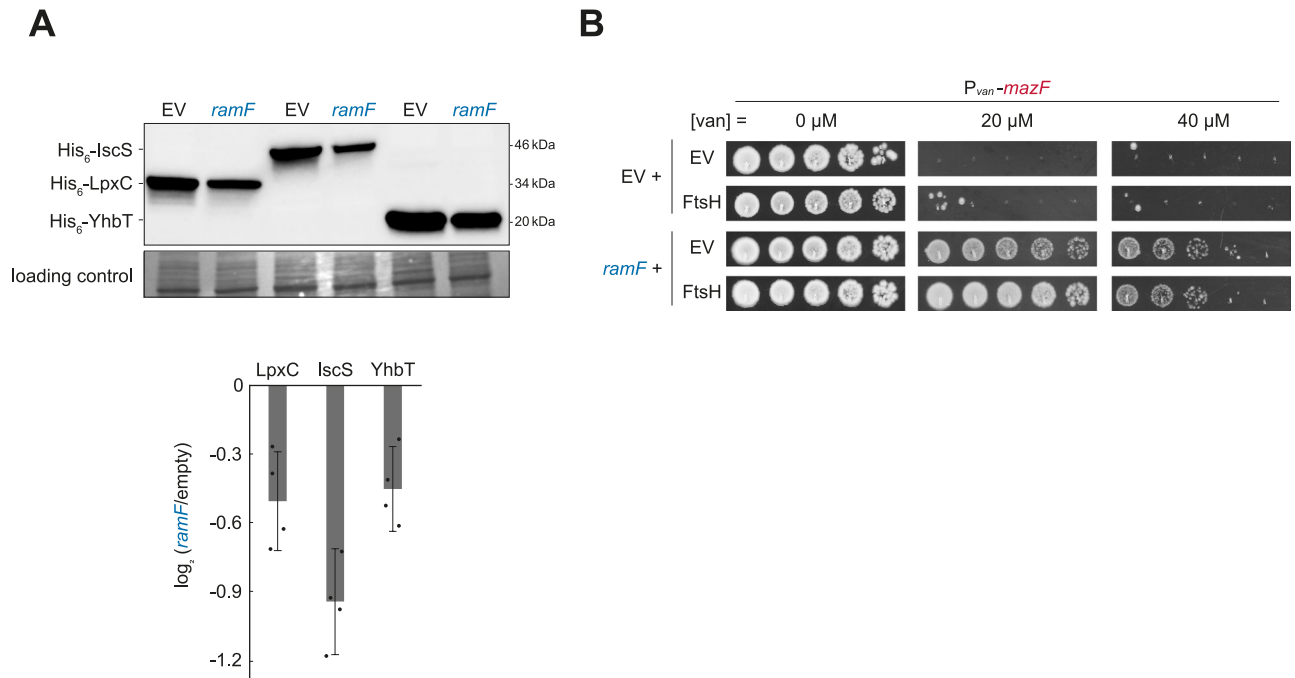 A
EV ramF EV ramF EV ramF
His₆-IscS
His₆-LpxC
His₆-YhbT
-46 kDa
-34 kDa
-20 kDa
loading control
LpxC IscS YhbT
log₂ (ramF/empty)
0
-0.3
-0.6
-0.9
-1.2
B
Pvan-mazF
[van] = 0 µM 20 µM 40 µM
EV + EV
FtsH
ramF + EV
FtsH